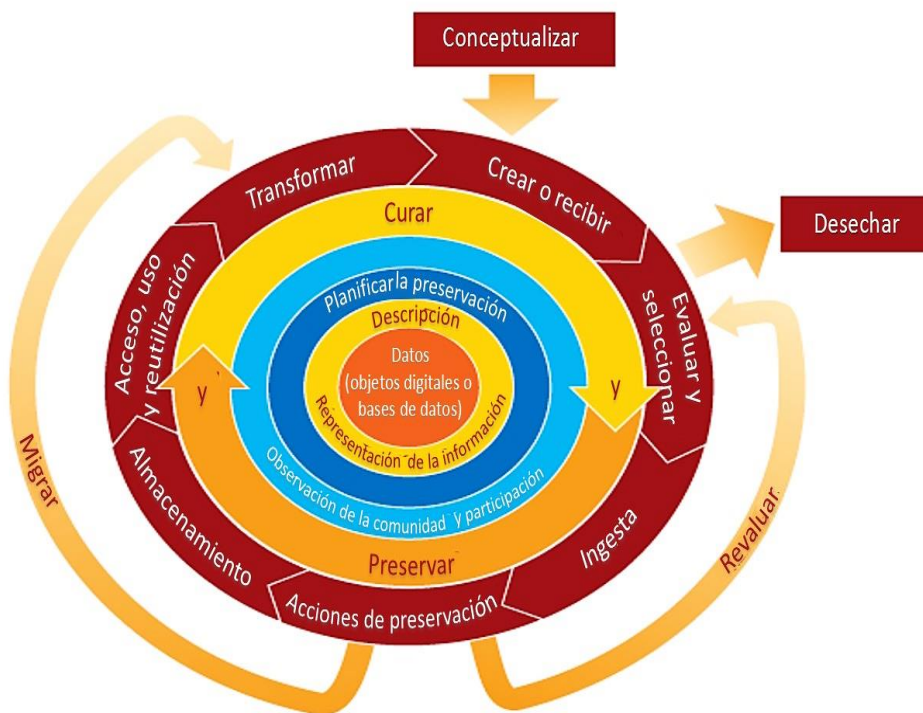 Conceptualizar
Transformar
Crear o recibir
Desechar
Curar
Evaluar y
seleccionar
Acceso, uso
y reutilización
Planificar la preservación
Descripción
Datos
(objetos digitales o
bases de datos)
y
y
Representación de la información
Observación de la comunidad y participación
Migrar
Almacenamiento
Ingesta
Revaluar
Preservar
Acciones de preservación